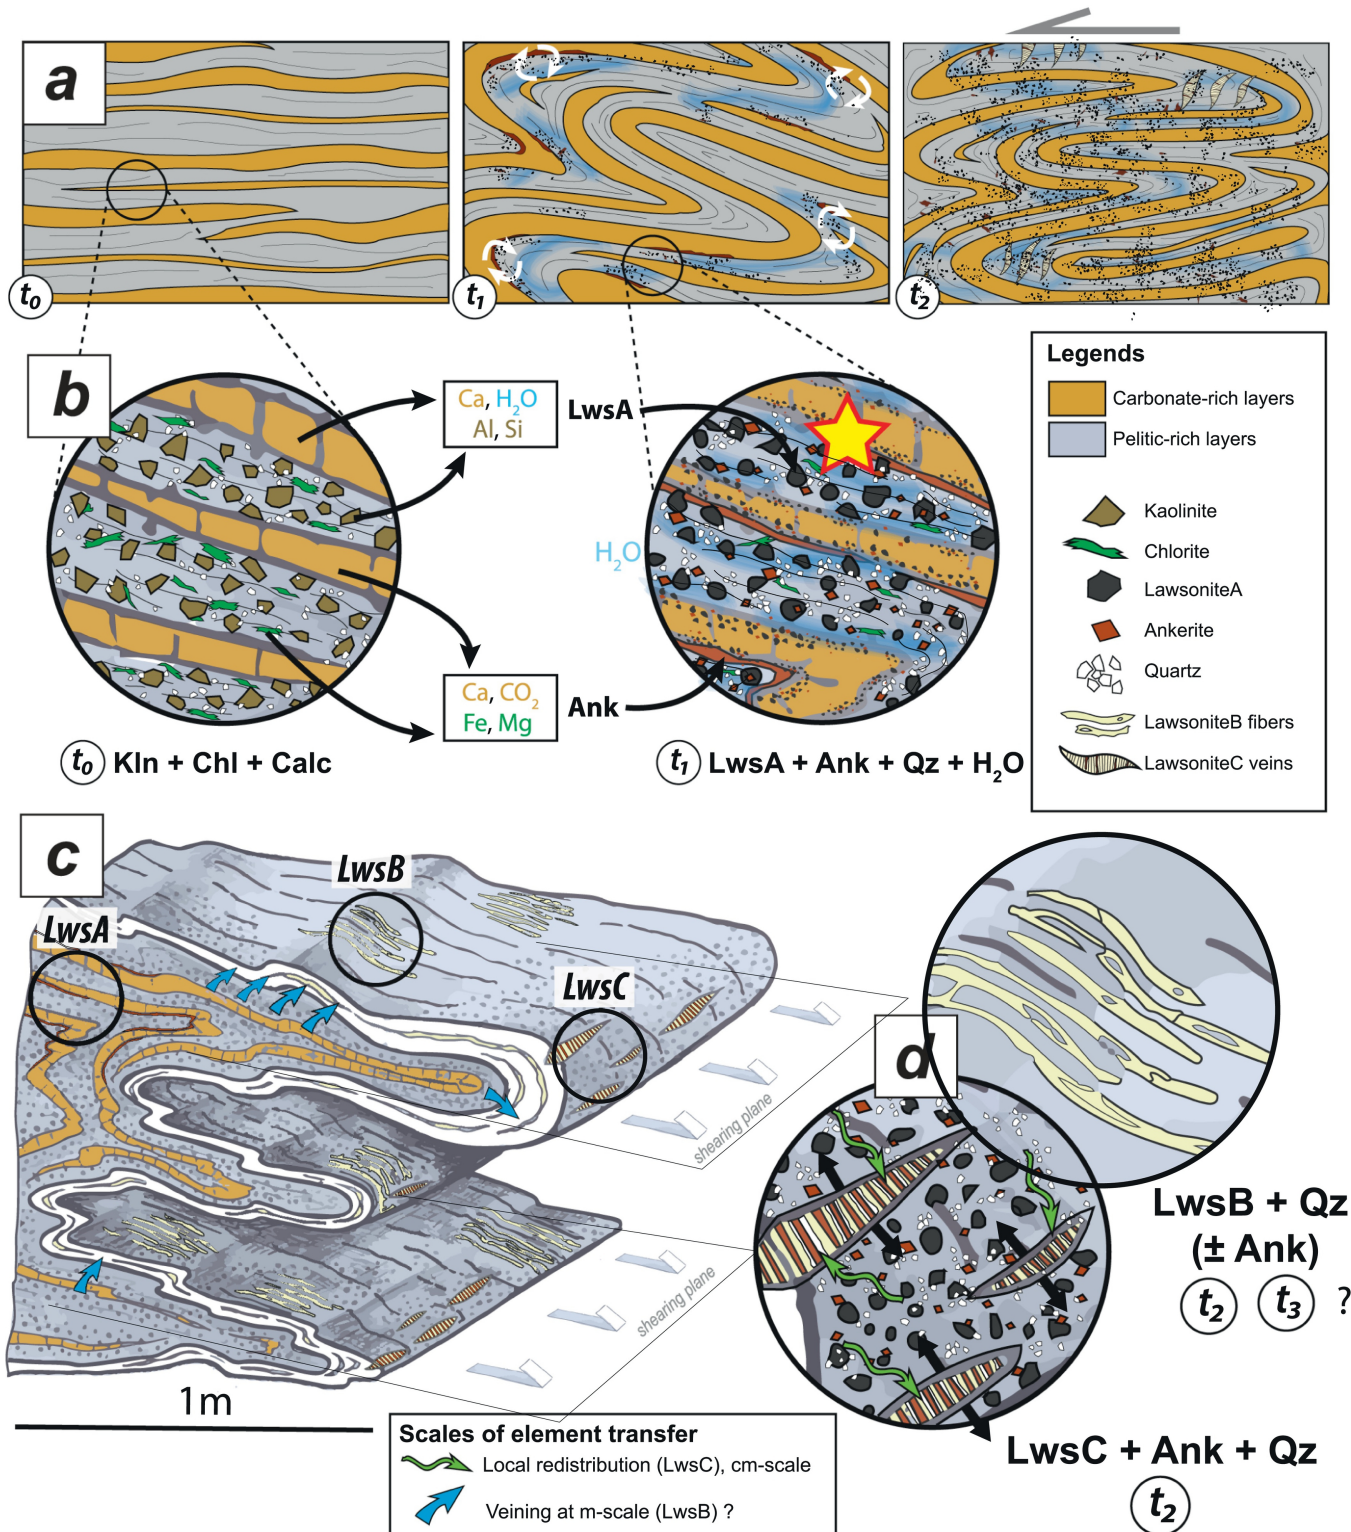 a
t0
t1
t2
b
Ca, H2O
Al, Si
LwsA
H2O
Ca, CO2
Fe, Mg
Ank
t0 Kln + Chl + Calc
t1 LwsA + Ank + Qz + H2O
Legends
Carbonate-rich layers
Pelitic-rich layers
Kaolinite
Chlorite
LawsoniteA
Ankerite
Quartz
LawsoniteB fibers
LawsoniteC veins
c
LwsA
LwsB
LwsC
shearing plane
shearing plane
1m
d
LwsB + Qz
(± Ank)
t2 t3 ?
LwsC + Ank + Qz
t2
Scales of element transfer
Local redistribution (LwsC), cm-scale
Veining at m-scale (LwsB) ?